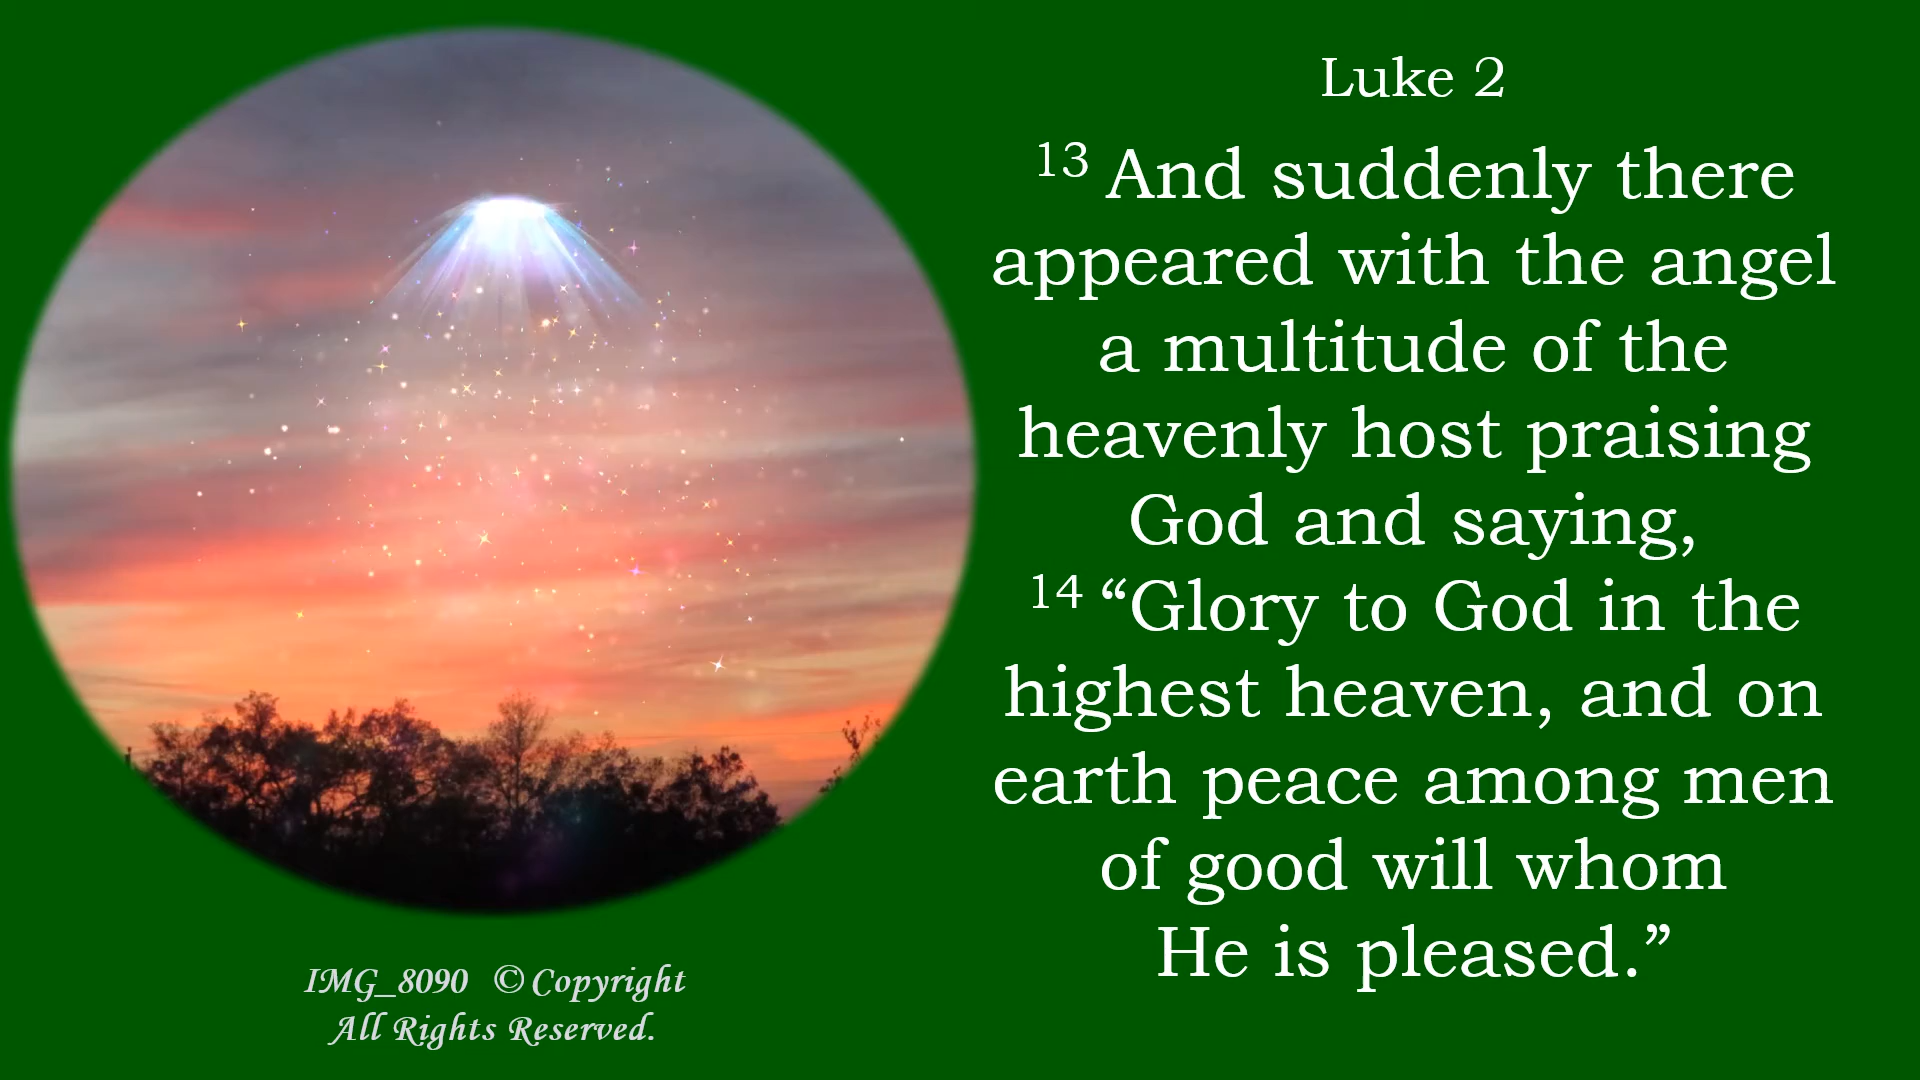 Luke 2
13 And suddenly there
appeared with the angel
a multitude of the
heavenly host praising
God and saying,
14 “Glory to God in the
highest heaven, and on
earth peace among men
of good will whom
He is pleased.”
IMG_8090 © Copyright
All Rights Reserved.